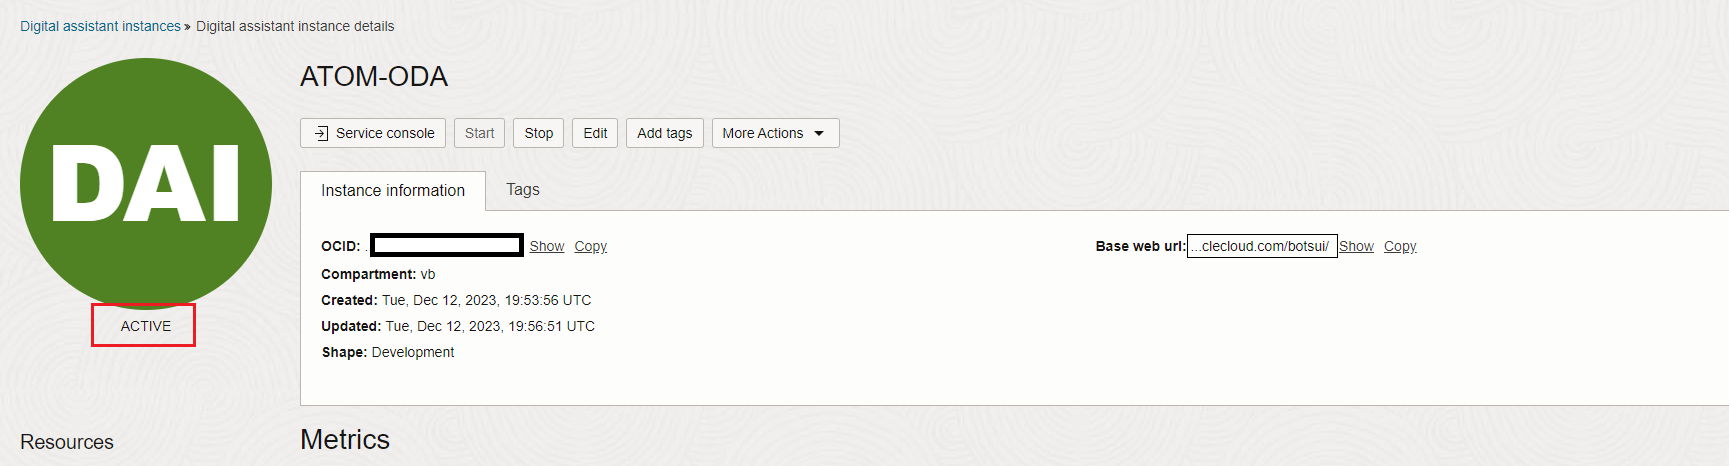 Digital assistant instances » Digital assistant instance details
DAI
ACTIVE
ATOM-ODA
Service console Start Stop Edit Add tags More Actions
Instance information Tags
OCID: . Show Copy
Compartment: vb
Created: Tue, Dec 12, 2023, 19:53:56 UTC
Updated: Tue, Dec 12, 2023, 19:56:51 UTC
Shape: Development
Base web url: ...clecloud.com/botsui/ Show Copy
Resources
Metrics